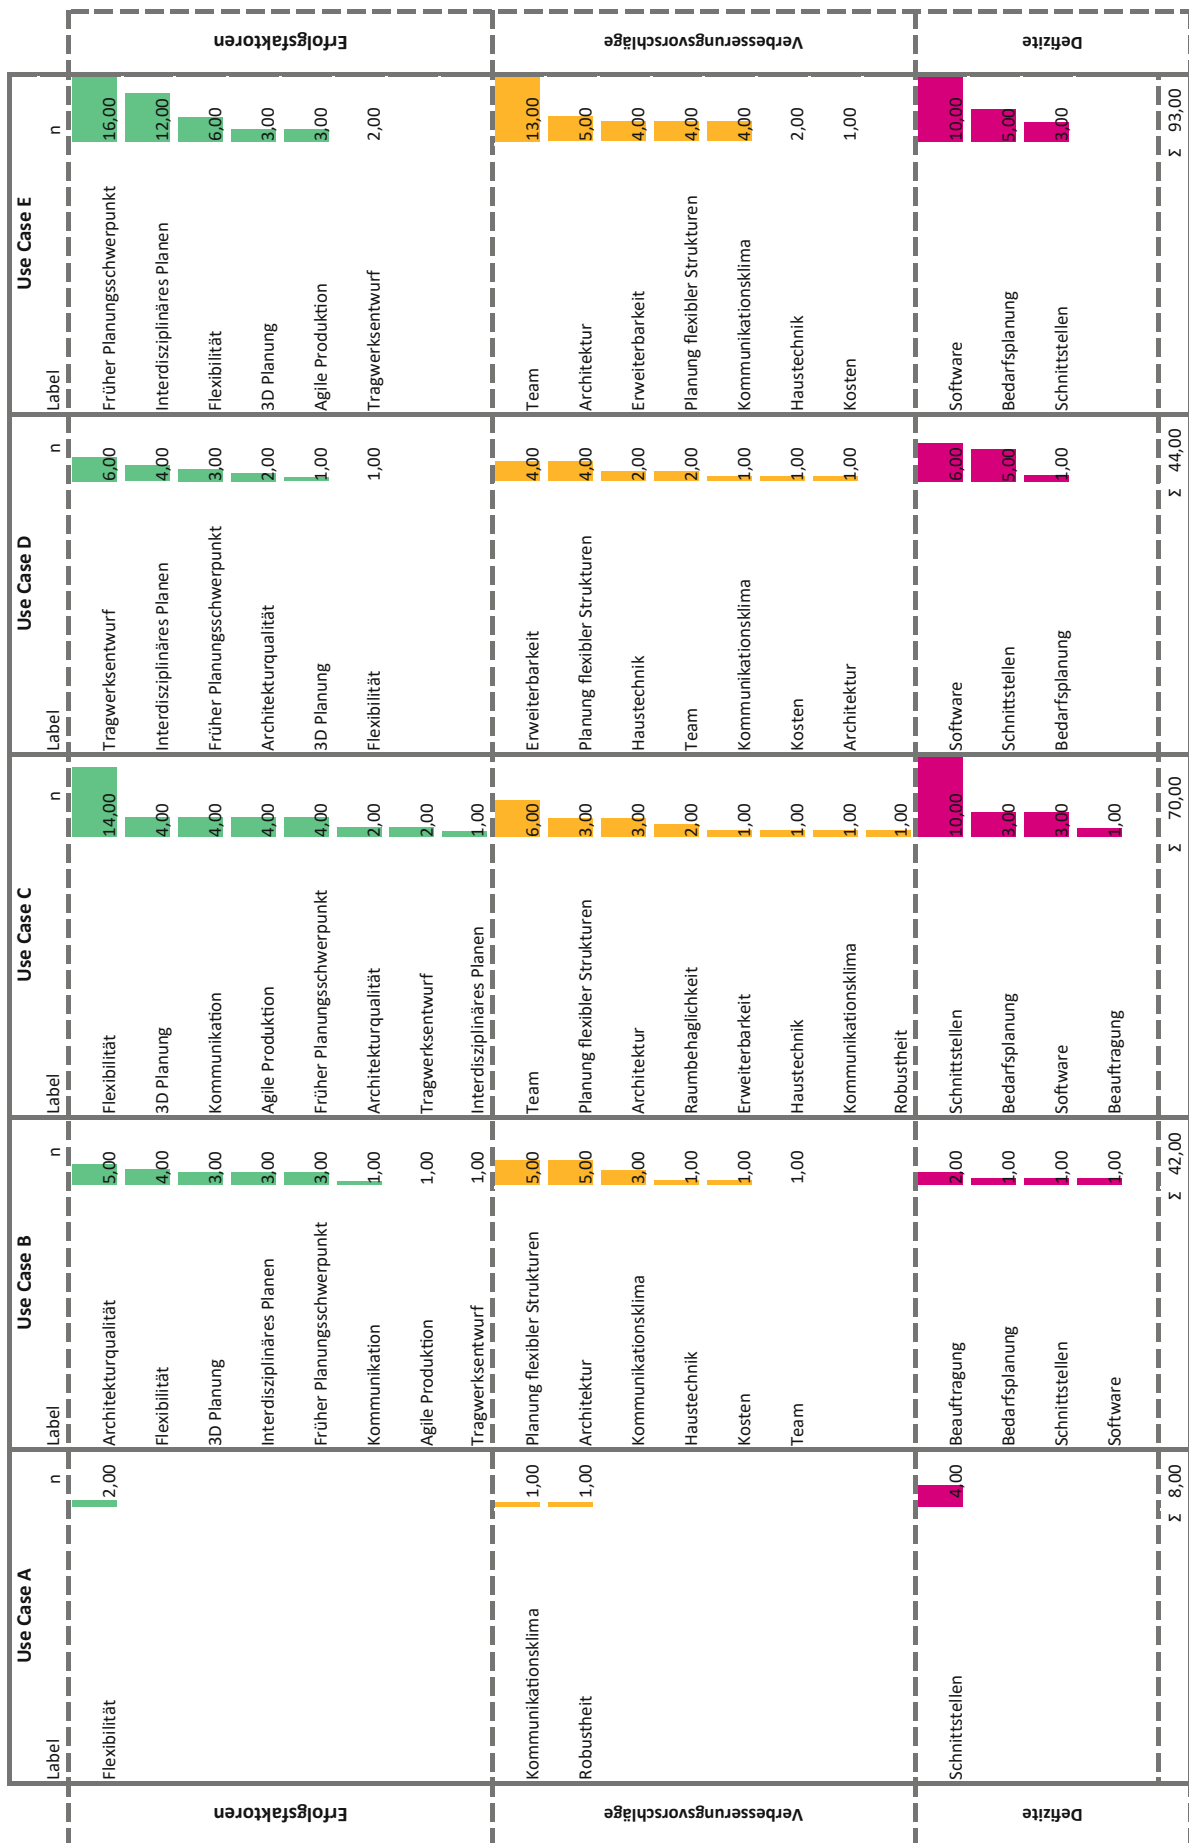 Use Case A
Label n
Erfolgsfaktoren
Flexibilität 2,00
Verbesserungsvorschläge
Kommunikationsklima 1,00
Robustheit 1,00
Defizite
Schnittstellen 4,00
Σ 8,00
Use Case B
Label n
Architekturqualität 5,00
Flexibilität 4,00
3D Planung 3,00
Interdisziplinäres Planen 3,00
Früher Planungsschwerpunkt 3,00
Kommunikation 1,00
Agile Produktion 1,00
Tragwerksentwurf 1,00
Planung flexibler Strukturen 5,00
Architektur 5,00
Kommunikationsklima 3,00
Haustechnik 1,00
Kosten 1,00
Team 1,00
Beauftragung 2,00
Bedarfsplanung 1,00
Schnittstellen 1,00
Software 1,00
Σ 42,00
Use Case C
Label n
Flexibilität 14,00
3D Planung 4,00
Kommunikation 4,00
Agile Produktion 4,00
Früher Planungsschwerpunkt 4,00
Architekturqualität 2,00
Tragwerksentwurf 2,00
Interdisziplinäres Planen 1,00
Team 6,00
Planung flexibler Strukturen 3,00
Architektur 3,00
Raumbehaglichkeit 2,00
Erweiterbarkeit 1,00
Haustechnik 1,00
Kommunikationsklima 1,00
Robustheit 1,00
Schnittstellen 10,00
Bedarfsplanung 3,00
Software 3,00
Beauftragung 1,00
Σ 70,00
Use Case D
Label n
Tragwerksentwurf 6,00
Interdisziplinäres Planen 4,00
Früher Planungsschwerpunkt 3,00
Architekturqualität 2,00
3D Planung 1,00
Flexibilität 1,00
Erweiterbarkeit 4,00
Planung flexibler Strukturen 4,00
Haustechnik 2,00
Team 2,00
Kommunikationsklima 1,00
Kosten 1,00
Architektur 1,00
Software 6,00
Schnittstellen 5,00
Bedarfsplanung 1,00
Σ 44,00
Use Case E
Label n
Früher Planungsschwerpunkt 16,00
Interdisziplinäres Planen 12,00
Flexibilität 6,00
3D Planung 3,00
Agile Produktion 3,00
Tragwerksentwurf 2,00
Team 13,00
Architektur 5,00
Erweiterbarkeit 4,00
Planung flexibler Strukturen 4,00
Kommunikationsklima 4,00
Haustechnik 2,00
Kosten 1,00
Software 10,00
Bedarfsplanung 5,00
Schnittstellen 3,00
Σ 93,00
Erfolgsfaktoren
Verbesserungsvorschläge
Defizite